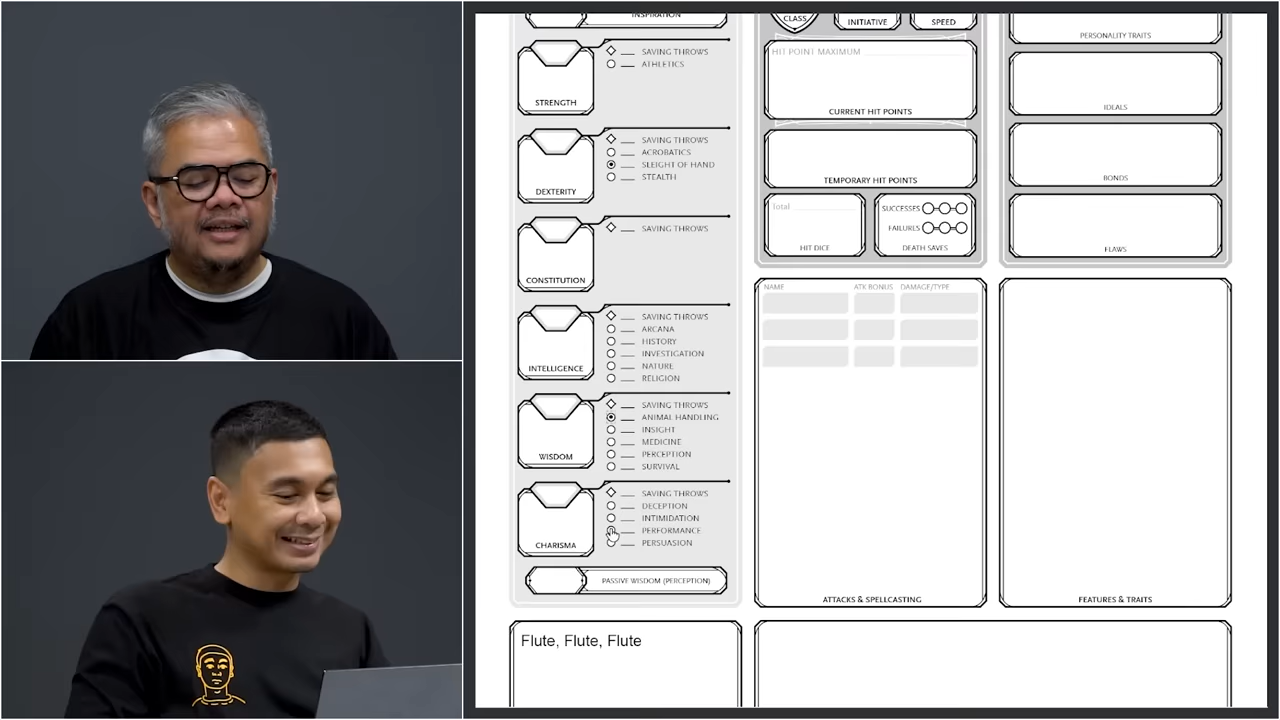 INSPIRATION
SAVING THROWS
ATHLETICS
STRENGTH
SAVING THROWS
ACROBATICS
SLEIGHT OF HAND
STEALTH
DEXTERITY
SAVING THROWS
CONSTITUTION
SAVING THROWS
ARCANA
HISTORY
INVESTIGATION
NATURE
RELIGION
INTELLIGENCE
SAVING THROWS
ANIMAL HANDLING
INSIGHT
MEDICINE
PERCEPTION
SURVIVAL
WISDOM
SAVING THROWS
DECEPTION
INTIMIDATION
PERFORMANCE
PERSUASION
CHARISMA
PASSIVE WISDOM (PERCEPTION)
Flute, Flute, Flute
CLASS
INITIATIVE
SPEED
HIT POINT MAXIMUM
CURRENT HIT POINTS
TEMPORARY HIT POINTS
Total
HIT DICE
SUCCESSES
FAILURES
DEATH SAVES
NAME ATK BONUS DAMAGE/TYPE
ATTACKS & SPELLCASTING
PERSONALITY TRAITS
IDEALS
BONDS
FLAWS
FEATURES & TRAITS